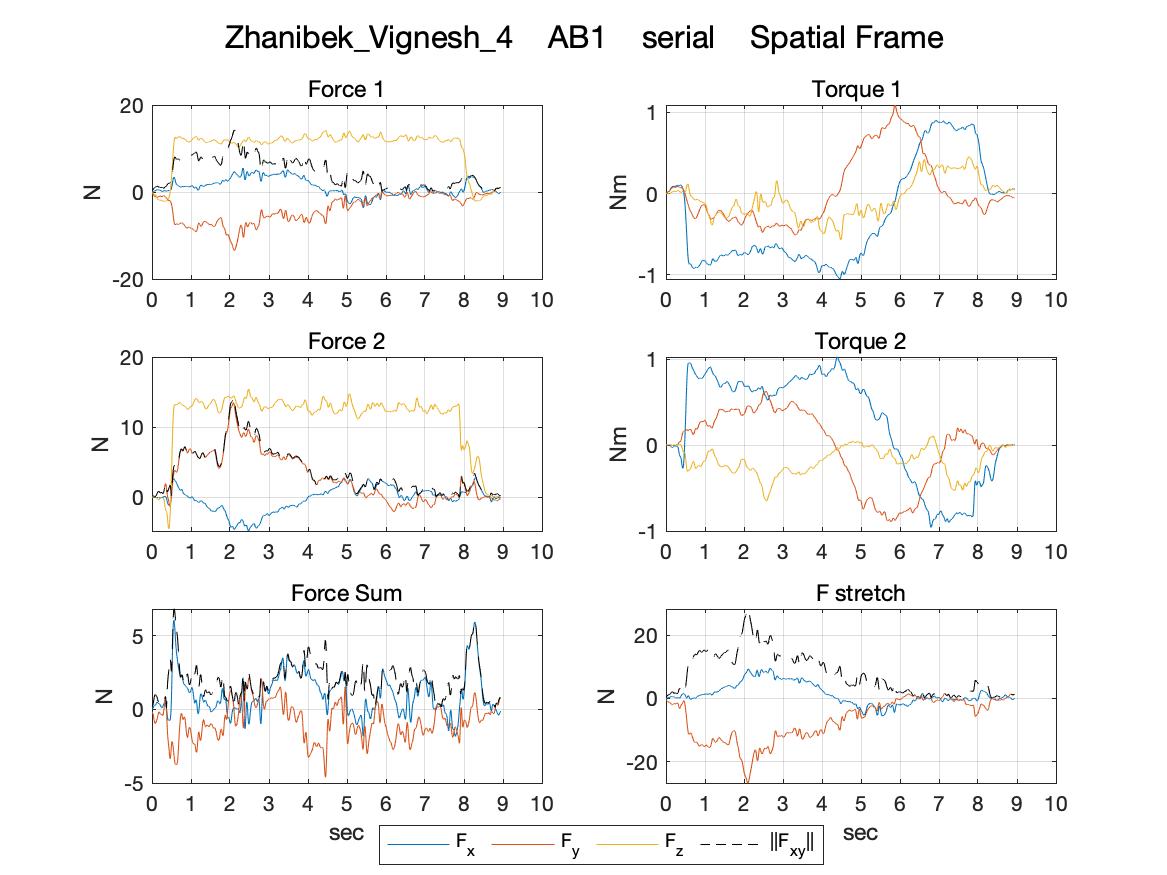 Zhanibek_Vignesh_4 AB1 serial Spatial Frame
Force 1
20
0
-20
N
0 1 2 3 4 5 6 7 8 9 10
Torque 1
1
0
-1
Nm
0 1 2 3 4 5 6 7 8 9 10
Force 2
20
10
0
N
0 1 2 3 4 5 6 7 8 9 10
Torque 2
1
0
-1
Nm
0 1 2 3 4 5 6 7 8 9 10
Force Sum
5
0
-5
N
0 1 2 3 4 5 6 7 8 9 10
sec
F stretch
20
0
-20
N
0 1 2 3 4 5 6 7 8 9 10
sec
Fx Fy Fz ||Fxy||